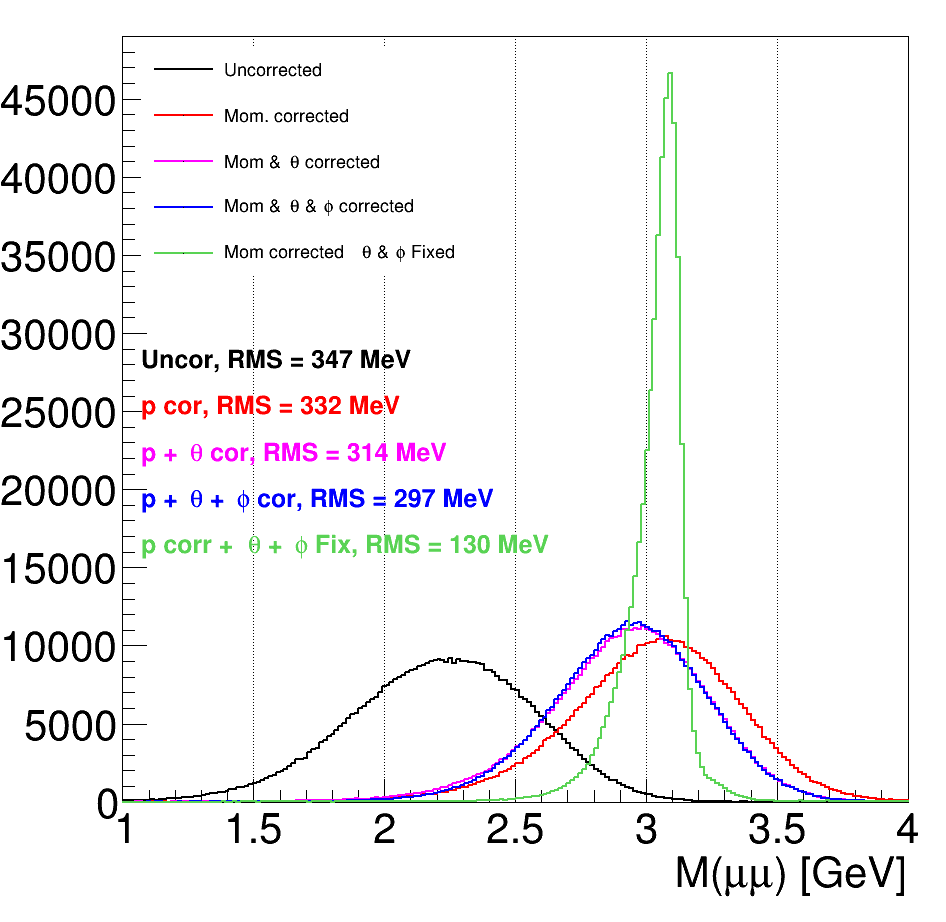 Uncorrected
Mom. corrected
Mom & θ corrected
Mom & θ & ϕ corrected
Mom corrected θ & ϕ Fixed
Uncor, RMS = 347 MeV
p cor, RMS = 332 MeV
p + θ cor, RMS = 314 MeV
p + θ + ϕ cor, RMS = 297 MeV
p corr + θ + ϕ Fix, RMS = 130 MeV
45000
40000
35000
30000
25000
20000
15000
10000
5000
0
1 1.5 2 2.5 3 3.5 4
M(μμ) [GeV]